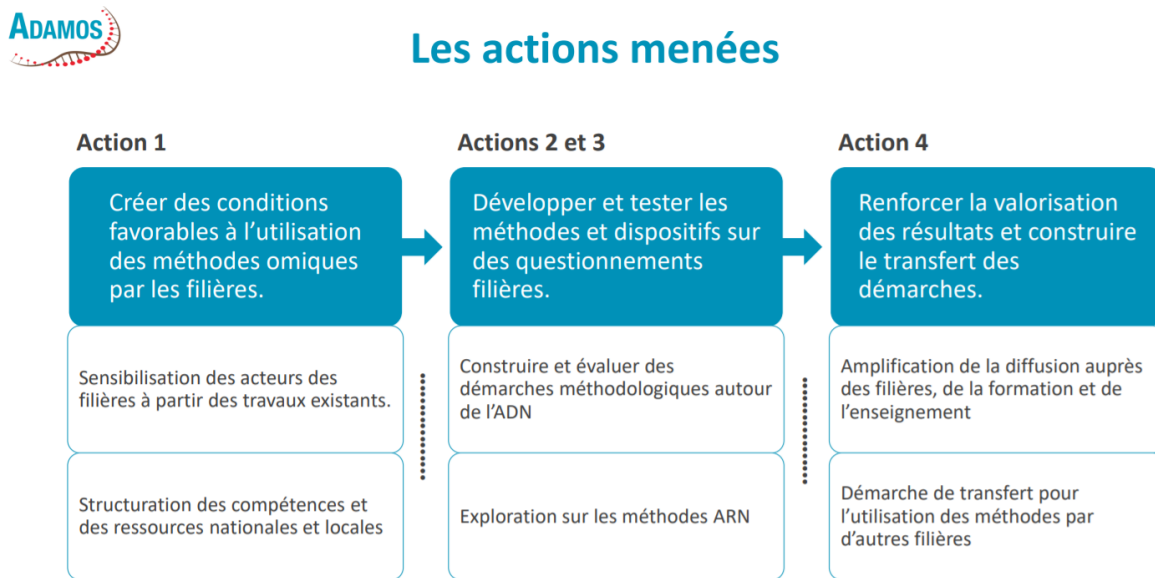 ADAMOS
Les actions menées
Action 1
Créer des conditions
favorables à l’utilisation
des méthodes omiques
par les filières.
Sensibilisation des acteurs des
filières à partir des travaux existants.
Structuration des compétences et
des ressources nationales et locales
Actions 2 et 3
Développer et tester les
méthodes et dispositifs sur
des questionnements
filières.
Construire et évaluer des
démarches méthodologiques autour
de l’ADN
Exploration sur les méthodes ARN
Action 4
Renforcer la valorisation
des résultats et construire
le transfert des
démarches.
Amplification de la diffusion auprès
des filières, de la formation et de
l’enseignement
Démarche de transfert pour
l’utilisation des méthodes par
d’autres filières